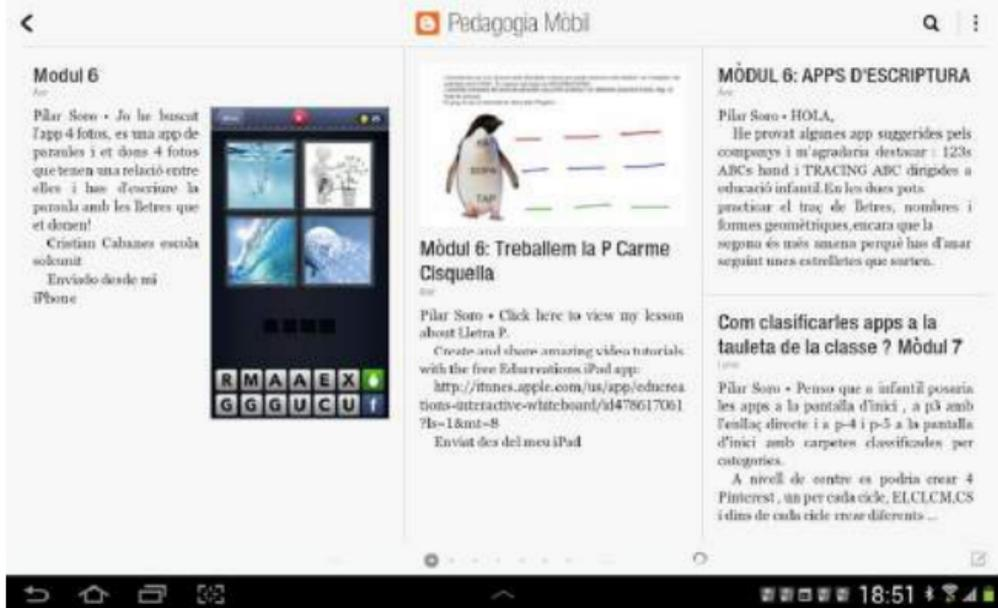 Pedagogia Mòbil
Modul 6
Pilar Soro • Jo he buscat
l'app 4 fotos, es una app de
paraules i et dons 4 fotos
que tenen una relació entre
elles i has d'escriure la
paraula amb les lletres que
et donen!
Cristian Cabanes escola
solcunit
Enviado desde mi
iPhone
R M A A E X
G G G U C U f
TAP
Mòdul 6: Treballem la P Carme
Cisquella
Pilar Soro • Click here to view my lesson
about Lletra P.
Create and share amazing video tutorials
with the free Educreations iPad app:
http://itunes.apple.com/us/app/educrea
tions-interactive-whiteboard/id478617061
?ls=1&mt=8
Enviat des del meu iPad
MÒDUL 6: APPS D'ESCRIPTURA
Pilar Soro • HOLA,
He provat algunes app suggerides pels
companys i m'agradaria destacar : 123s
ABCs hand i TRACING ABC dirigides a
educació infantil.En les dues pots
practicar el traç de lletres, nombres i
formes geomètriques,encara que la
segona és més amena perquè has d'anar
seguint unes estrelletes que surten.
Com clasificarles apps a la
tauleta de la classe ? Mòdul 7
Pilar Soro • Penso que a infantil posaria
les apps a la pantalla d'inici , a p3 amb
l'enllaç directe i a p-4 i p-5 a la pantalla
d'inici amb carpetes classificades per
categories.
A nivell de centre es podria crear 4
Pinterest , un per cada cicle, EI,CI,CM,CS
i dins de cada cicle crear diferents ...
18:51